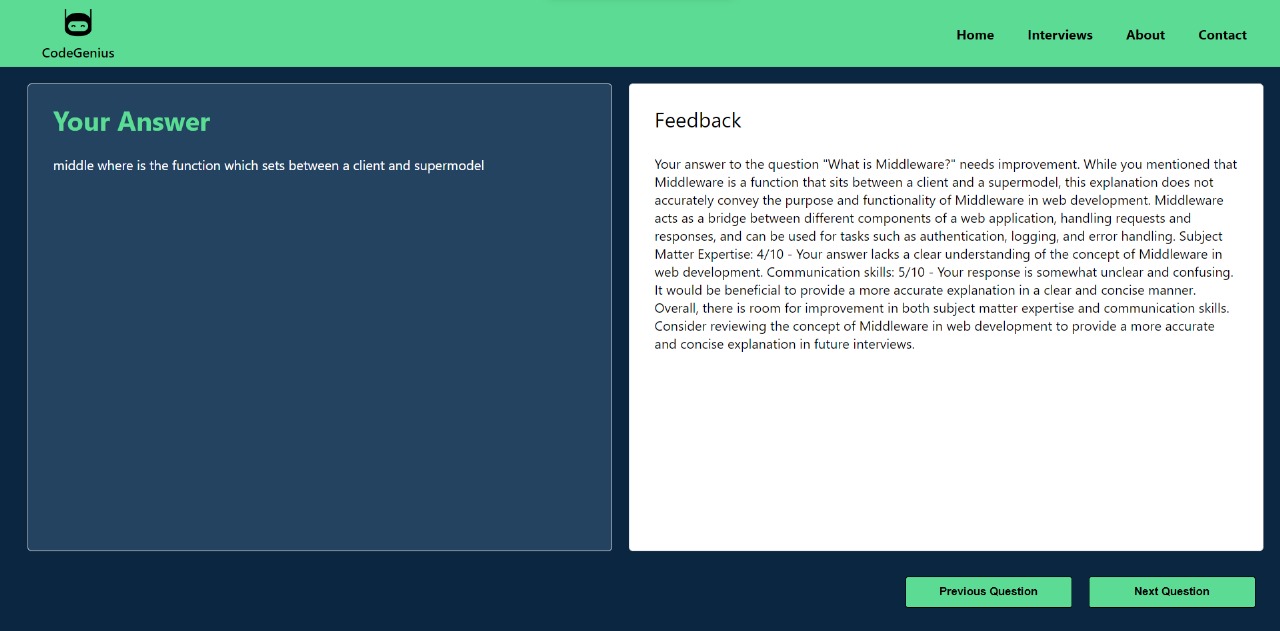 CodeGenius
Home
Interviews
About
Contact
Your Answer
middle where is the function which sets between a client and supermodel
Feedback
Your answer to the question "What is Middleware?" needs improvement. While you mentioned that
Middleware is a function that sits between a client and a supermodel, this explanation does not
accurately convey the purpose and functionality of Middleware in web development. Middleware
acts as a bridge between different components of a web application, handling requests and
responses, and can be used for tasks such as authentication, logging, and error handling. Subject
Matter Expertise: 4/10 - Your answer lacks a clear understanding of the concept of Middleware in
web development. Communication skills: 5/10 - Your response is somewhat unclear and confusing.
It would be beneficial to provide a more accurate explanation in a clear and concise manner.
Overall, there is room for improvement in both subject matter expertise and communication skills.
Consider reviewing the concept of Middleware in web development to provide a more accurate
and concise explanation in future interviews.
Previous Question
Next Question